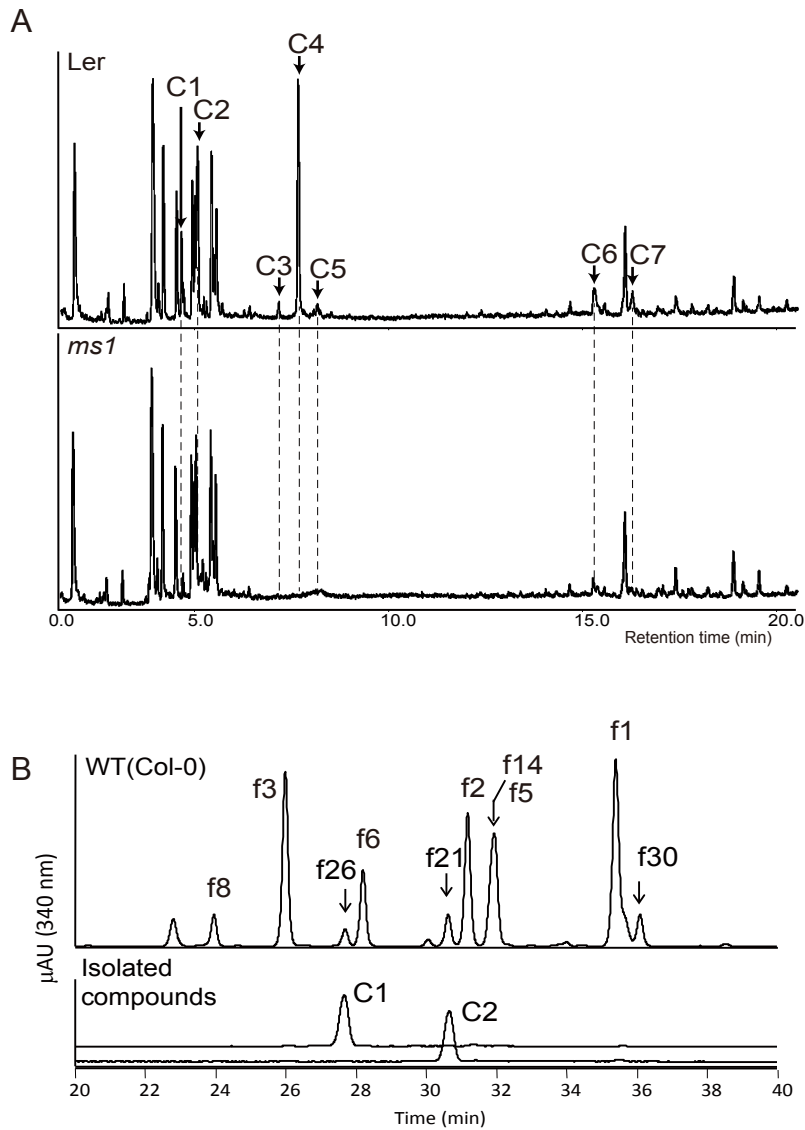 A
Ler
C1
C2
C4
C3
C5
C6
C7
ms1
0.0 5.0 10.0 15.0 20.0
Retention time (min)
B
WT(Col-0)
f8
f3
f26
f6
f21
f2
f14
f5
f1
f30
µAU (340 nm)
Isolated
compounds
C1
C2
20 22 24 26 28 30 32 34 36 38 40
Time (min)